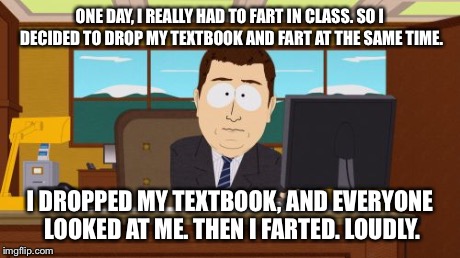 ONE DAY, I REALLY HAD TO FART IN CLASS. SO I
DECIDED TO DROP MY TEXTBOOK AND FART AT THE SAME TIME.
I DROPPED MY TEXTBOOK, AND EVERYONE
LOOKED AT ME. THEN I FARTED. LOUDLY.
imgflip.com